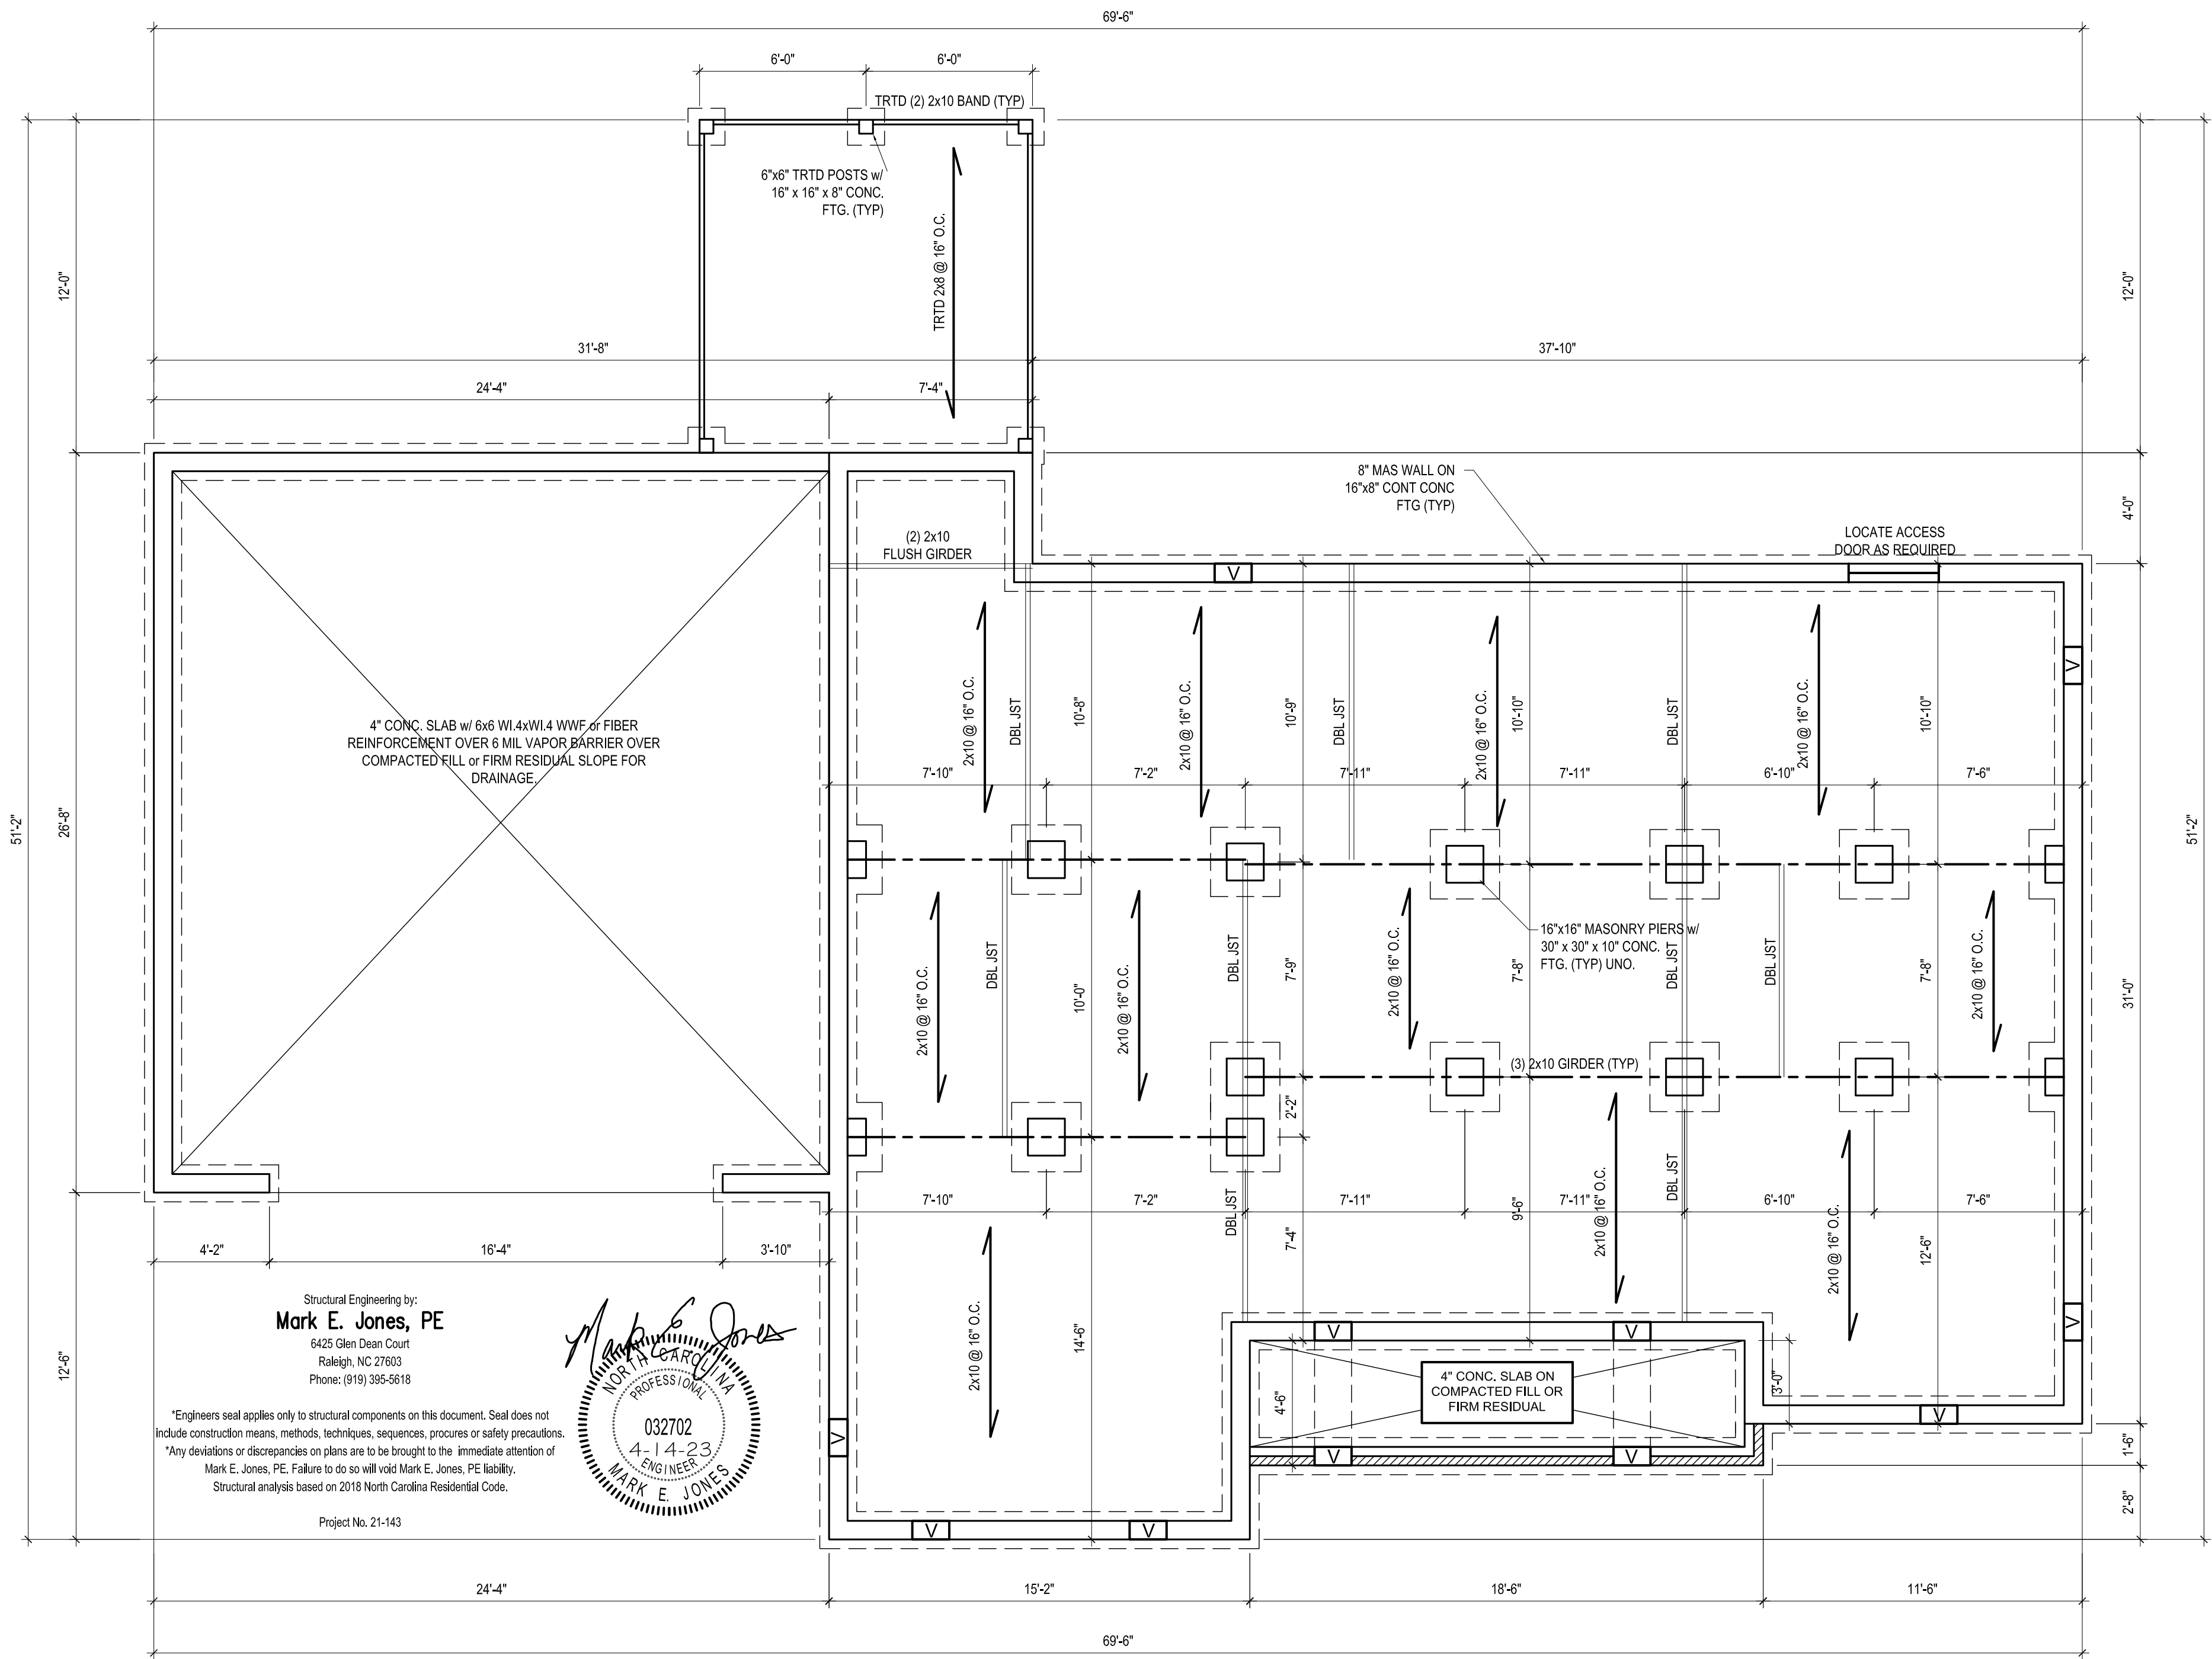 69'-6"
6'-0"
6'-0"
TRTD (2) 2x10 BAND (TYP)
6"x6" TRTD POSTS w/
16" x 16" x 8" CONC.
FTG. (TYP)
TRTD 2x8 @ 16" O.C.
12'-0"
12'-0"
31'-8"
37'-10"
24'-4"
7'-4"
8" MAS WALL ON
16"x8" CONT CONC
FTG (TYP)
4'-0"
LOCATE ACCESS
DOOR AS REQUIRED
(2) 2x10
FLUSH GIRDER
V
V
2x10 @ 16" O.C.
DBL JST
10'-8"
2x10 @ 16" O.C.
10'-9"
DBL JST
2x10 @ 16" O.C.
10'-10"
DBL JST
2x10 @ 16" O.C.
10'-10"
4" CONC. SLAB w/ 6x6 WI.4xWI.4 WWF or FIBER
REINFORCEMENT OVER 6 MIL VAPOR BARRIER OVER
COMPACTED FILL or FIRM RESIDUAL SLOPE FOR
DRAINAGE.
7'-10"
7'-2"
7'-11"
7'-11"
6'-10"
7'-6"
51'-2"
26'-8"
51'-2"
31'-0"
16"x16" MASONRY PIERS w/
30" x 30" x 10" CONC.
FTG. (TYP) UNO.
2x10 @ 16" O.C.
DBL JST
10'-0"
2x10 @ 16" O.C.
DBL JST
7'-9"
2x10 @ 16" O.C.
7'-8"
DBL JST
DBL JST
7'-8"
2x10 @ 16" O.C.
(3) 2x10 GIRDER (TYP)
2'-2"
7'-10"
7'-2"
7'-11"
7'-11"
6'-10"
7'-6"
DBL JST
7'-4"
9'-6"
2x10 @ 16" O.C.
DBL JST
2x10 @ 16" O.C.
12'-6"
4'-2"
16'-4"
3'-10"
2x10 @ 16" O.C.
14'-6"
12'-6"
V
V
V
4" CONC. SLAB ON
COMPACTED FILL OR
FIRM RESIDUAL
4'-6"
3'-0"
V
V
V
V
V
V
1'-6"
2'-8"
Structural Engineering by:
Mark E. Jones, PE
6425 Glen Dean Court
Raleigh, NC 27603
Phone: (919) 395-5618
*Engineers seal applies only to structural components on this document. Seal does not
include construction means, methods, techniques, sequences, procures or safety precautions.
*Any deviations or discrepancies on plans are to be brought to the immediate attention of
Mark E. Jones, PE. Failure to do so will void Mark E. Jones, PE liability.
Structural analysis based on 2018 North Carolina Residential Code.
Project No. 21-143
Mark E Jones
NORTH CAROLINA
PROFESSIONAL
032702
4-14-23
ENGINEER
MARK E. JONES
24'-4"
15'-2"
18'-6"
11'-6"
69'-6"